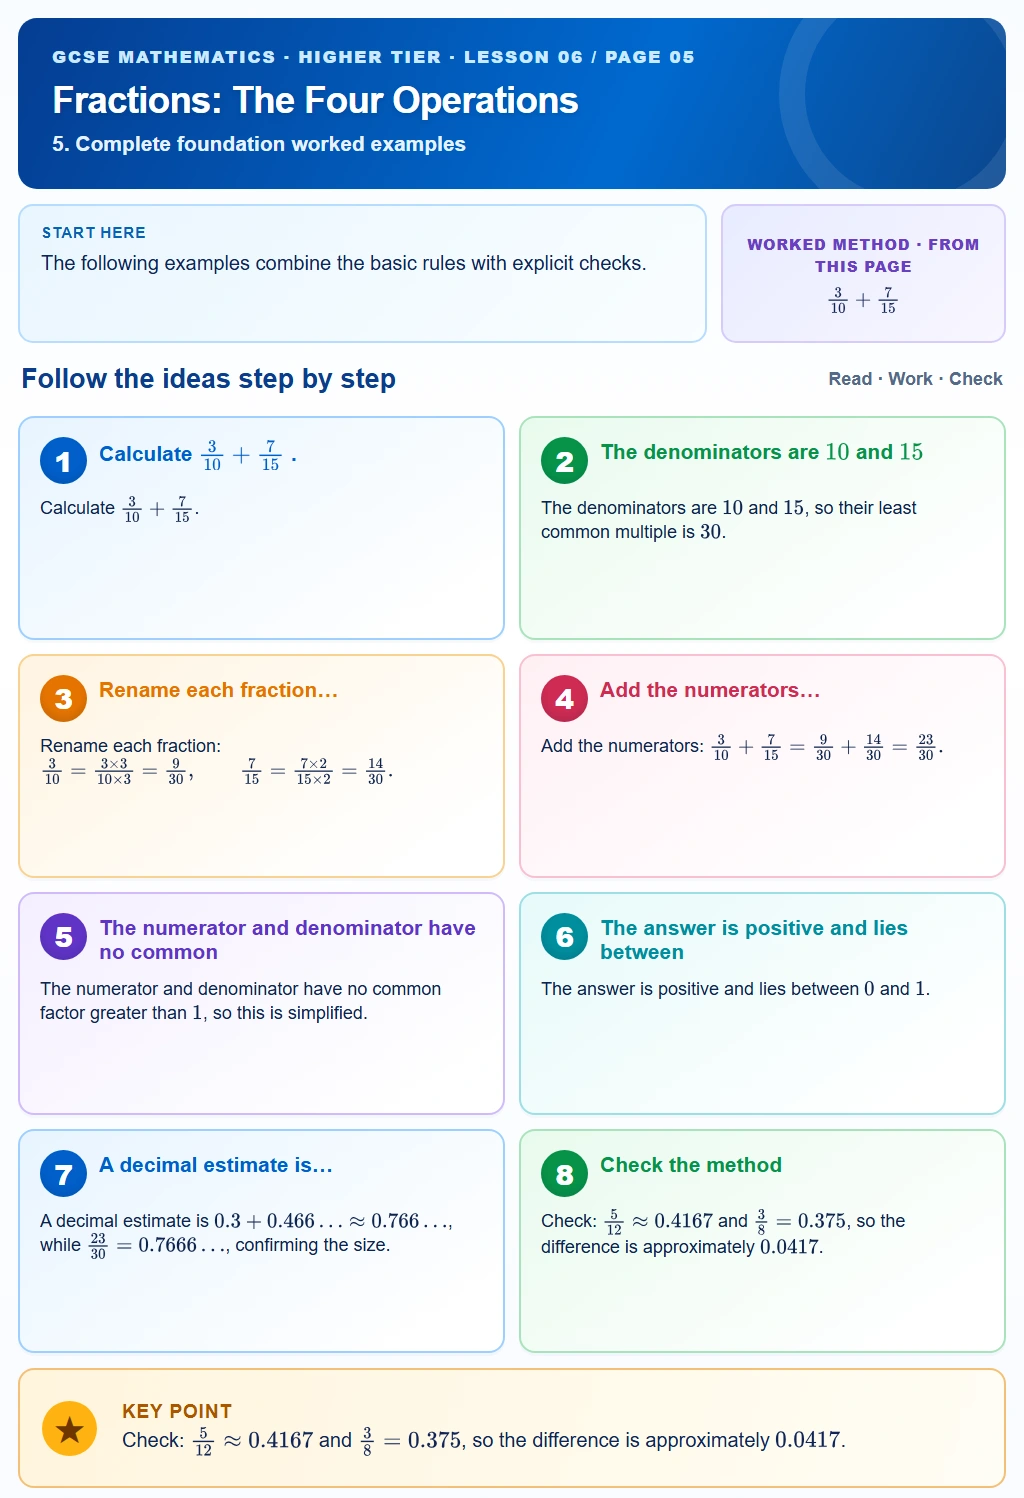 GCSE MATHEMATICS · HIGHER TIER · LESSON 06 / PAGE 05
Fractions: The Four Operations
5. Complete foundation worked examples
START HERE
The following examples combine the basic rules with explicit checks.
WORKED METHOD · FROM
THIS PAGE
3/10 + 7/15
Follow the ideas step by step
Read · Work · Check
1 Calculate 3/10 + 7/15 .
Calculate 3/10 + 7/15.
2 The denominators are 10 and 15
The denominators are 10 and 15, so their least
common multiple is 30.
3 Rename each fraction…
Rename each fraction:
3/10 = 3×3/10×3 = 9/30, 7/15 = 7×2/15×2 = 14/30.
4 Add the numerators…
Add the numerators: 3/10 + 7/15 = 9/30 + 14/30 = 23/30.
5 The numerator and denominator have
no common
The numerator and denominator have no common
factor greater than 1, so this is simplified.
6 The answer is positive and lies
between
The answer is positive and lies between 0 and 1.
7 A decimal estimate is…
A decimal estimate is 0.3 + 0.466… ≈ 0.766…,
while 23/30 = 0.7666…, confirming the size.
8 Check the method
Check: 5/12 ≈ 0.4167 and 3/8 = 0.375, so the
difference is approximately 0.0417.
KEY POINT
Check: 5/12 ≈ 0.4167 and 3/8 = 0.375, so the difference is approximately 0.0417.